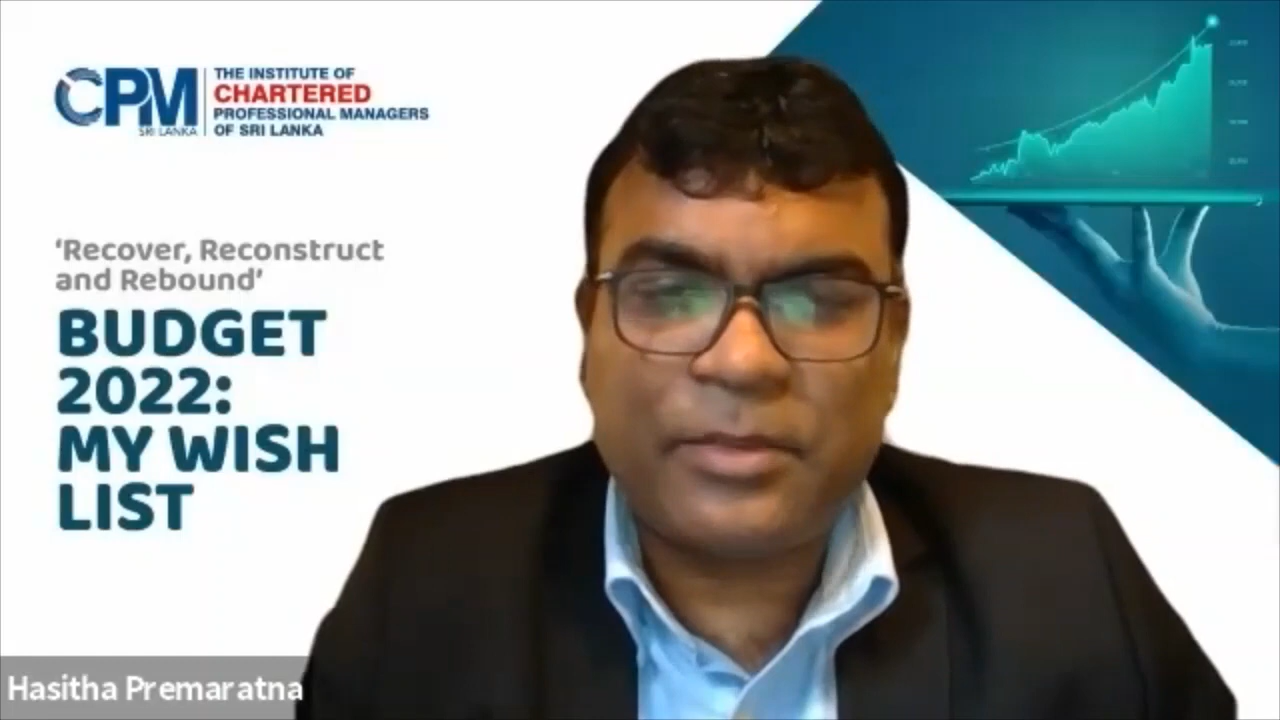 CPM
SRI LANKA
THE INSTITUTE OF
CHARTERED
PROFESSIONAL MANAGERS
OF SRI LANKA
‘Recover, Reconstruct
and Rebound’
BUDGET
2022:
MY WISH
LIST
Hasitha Premaratna